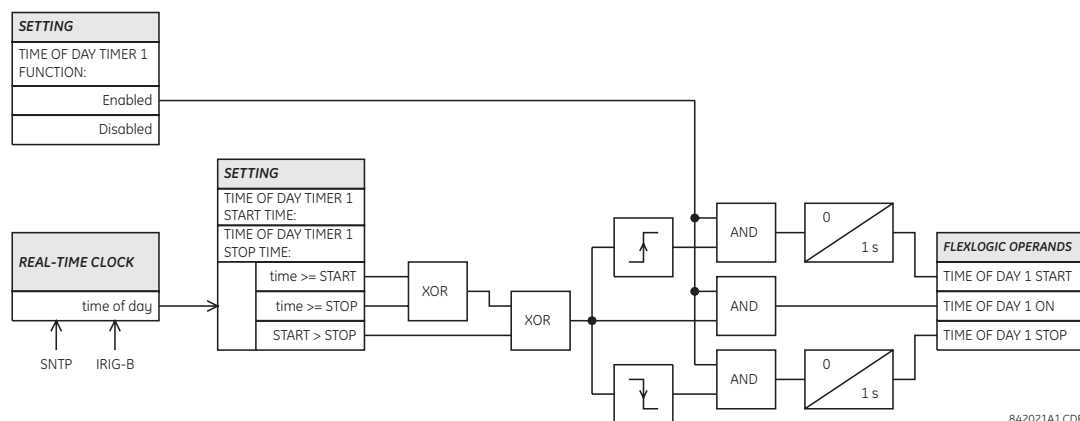 SETTING
TIME OF DAY TIMER 1
FUNCTION:
Enabled
Disabled
SETTING
TIME OF DAY TIMER 1
START TIME:
TIME OF DAY TIMER 1
STOP TIME:
time >= START
time >= STOP
START > STOP
REAL-TIME CLOCK
time of day
SNTP
IRIG-B
XOR
XOR
AND
0
1 s
AND
AND
0
1 s
FLEXLOGIC OPERANDS
TIME OF DAY 1 START
TIME OF DAY 1 ON
TIME OF DAY 1 STOP
842021A1.CDR